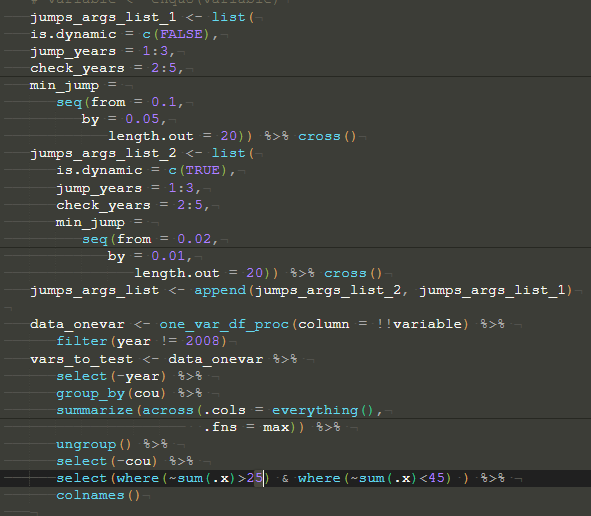 # variable <- enquo(variable)
jumps_args_list_1 <- list(
is.dynamic = c(FALSE),
jump_years = 1:3,
check_years = 2:5,
min_jump =
seq(from = 0.1,
by = 0.05,
length.out = 20)) %>% cross()
jumps_args_list_2 <- list(
is.dynamic = c(TRUE),
jump_years = 1:3,
check_years = 2:5,
min_jump =
seq(from = 0.02,
by = 0.01,
length.out = 20)) %>% cross()
jumps_args_list <- append(jumps_args_list_2, jumps_args_list_1)
data_onevar <- one_var_df_proc(column = !!variable) %>%
filter(year != 2008)
vars_to_test <- data_onevar %>%
select(-year) %>%
group_by(cou) %>%
summarize(across(.cols = everything(),
.fns = max)) %>%
ungroup() %>%
select(-cou) %>%
select(where(~sum(.x)>25) & where(~sum(.x)<45) ) %>%
colnames()